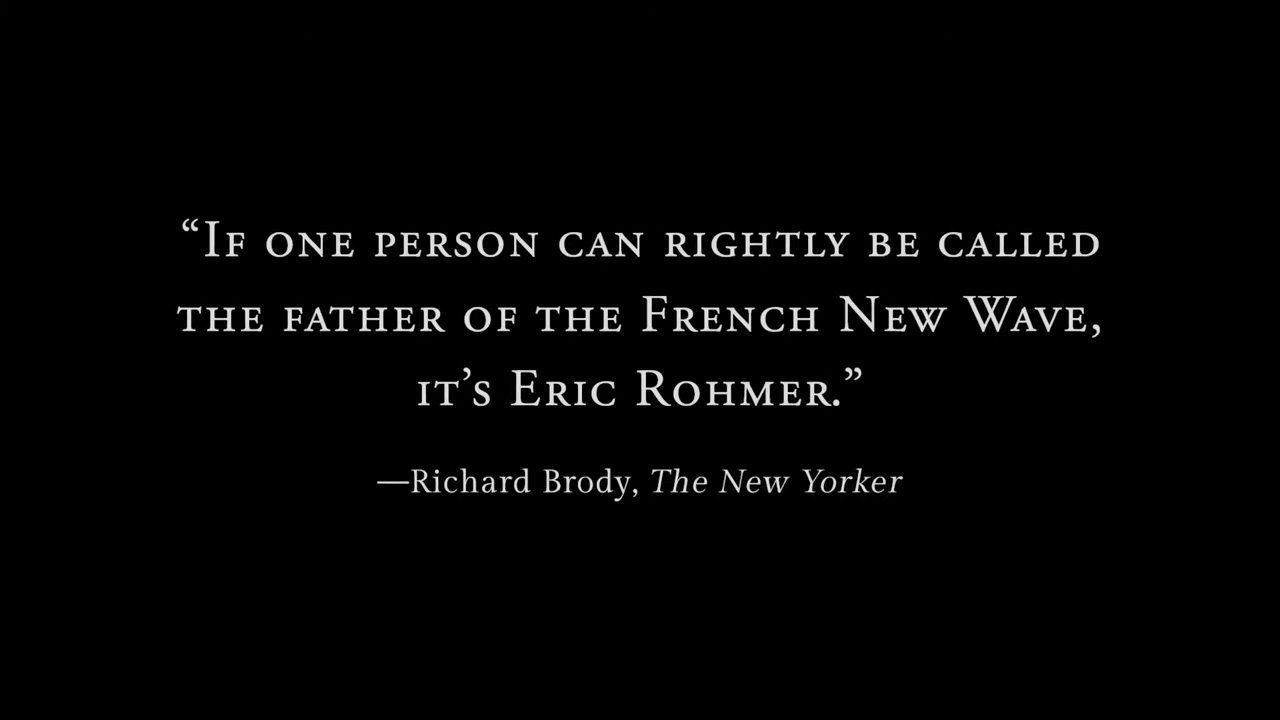 “If one person can rightly be called
the father of the French New Wave,
it’s Eric Rohmer.”
—Richard Brody, The New Yorker